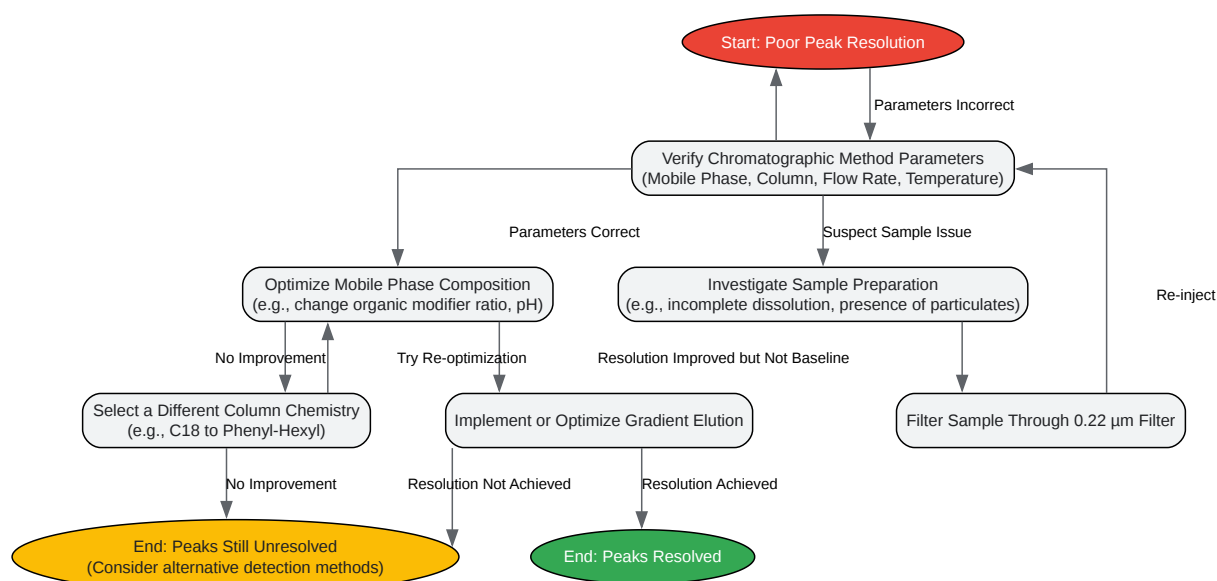 Start: Poor Peak Resolution
Parameters Incorrect
Verify Chromatographic Method Parameters
(Mobile Phase, Column, Flow Rate, Temperature)
Parameters Correct
Suspect Sample Issue
Optimize Mobile Phase Composition
(e.g., change organic modifier ratio, pH)
Investigate Sample Preparation
(e.g., incomplete dissolution, presence of particulates)
Re-inject
No Improvement
Try Re-optimization
Resolution Improved but Not Baseline
Select a Different Column Chemistry
(e.g., C18 to Phenyl-Hexyl)
Implement or Optimize Gradient Elution
Filter Sample Through 0.22 µm Filter
No Improvement
Resolution Not Achieved
Resolution Achieved
End: Peaks Still Unresolved
(Consider alternative detection methods)
End: Peaks Resolved